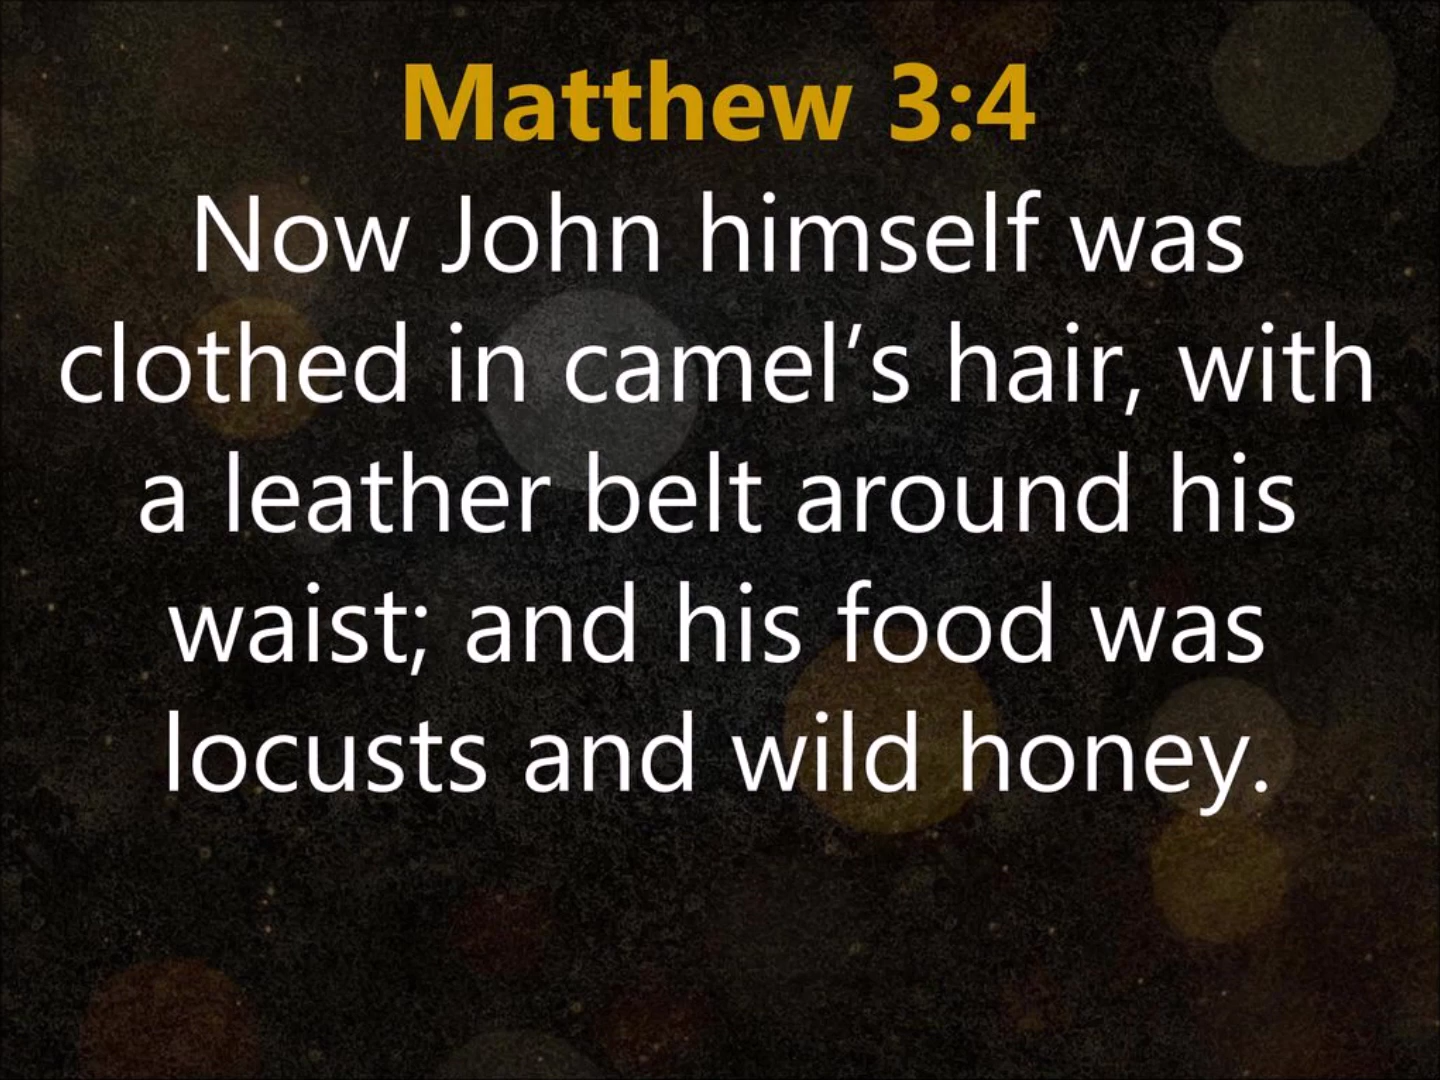 Matthew 3:4
Now John himself was
clothed in camel’s hair, with
a leather belt around his
waist; and his food was
locusts and wild honey.